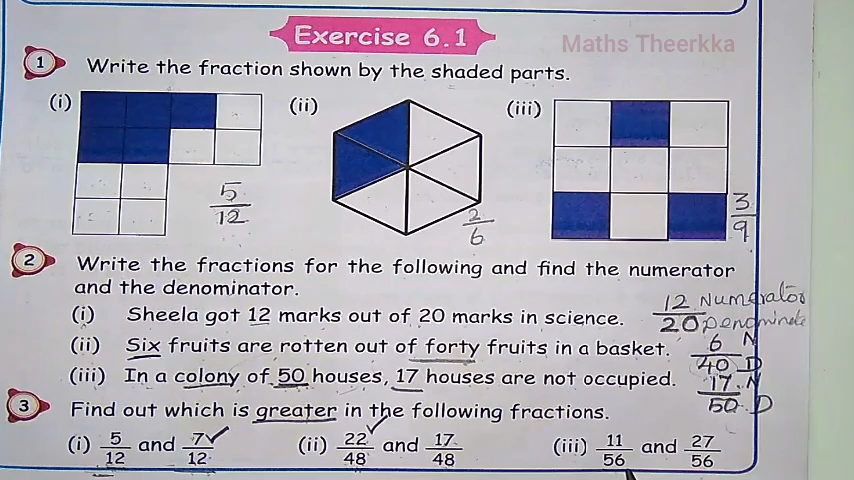 Exercise 6.1
Maths Theerkka
1 Write the fraction shown by the shaded parts.
(i) (ii) (iii)
5/12 2/6 3/9
2 Write the fractions for the following and find the numerator
and the denominator.
(i) Sheela got 12 marks out of 20 marks in science. 12/20 Numerator
(ii) Six fruits are rotten out of forty fruits in a basket. 6/40 N D
(iii) In a colony of 50 houses, 17 houses are not occupied. 17/50 N D
3 Find out which is greater in the following fractions.
(i) 5/12 and 7/12 ✓ (ii) 22/48 ✓ and 17/48 (iii) 11/56 and 27/56